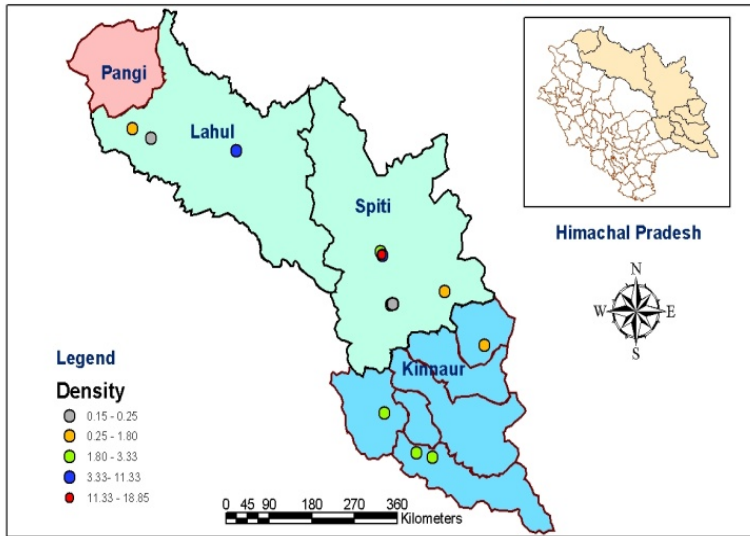 Pangi
Lahul
Spiti
Himachal Pradesh
N
W E
S
Kinnaur
Legend
Density
0.15 - 0.25
0.25 - 1.80
1.80 - 3.33
3.33- 11.33
11.33 - 18.85
0 45 90 180 270 360
Kilometers